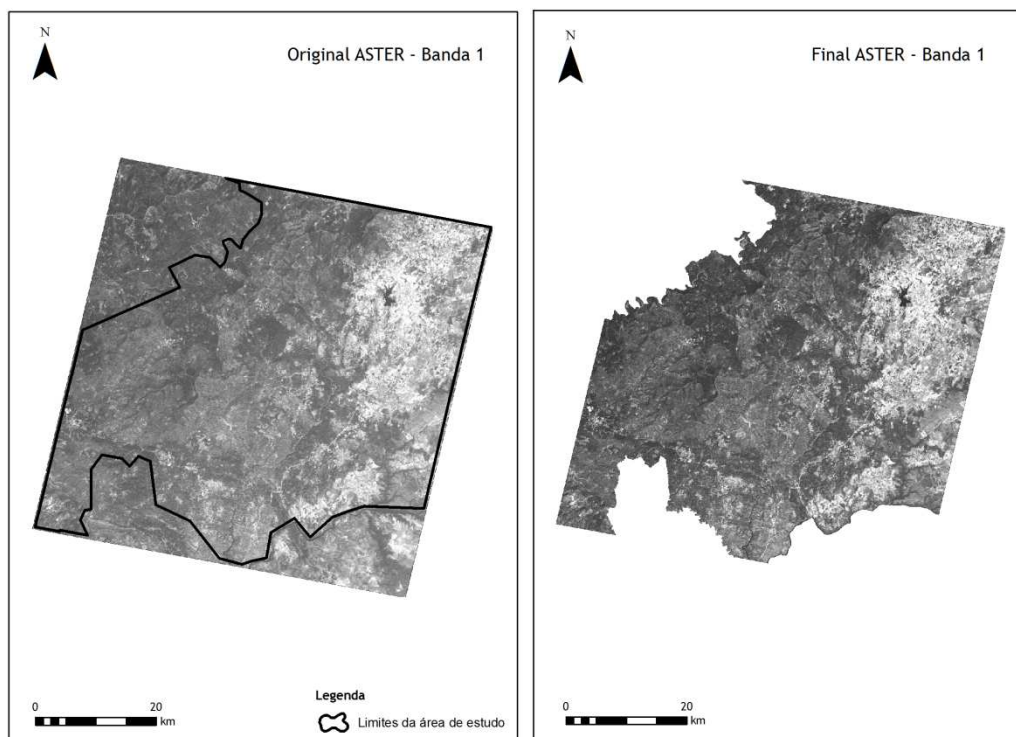 N
Original ASTER - Banda 1
0 20
km
Legenda
Limites da área de estudo
N
Final ASTER - Banda 1
0 20
km